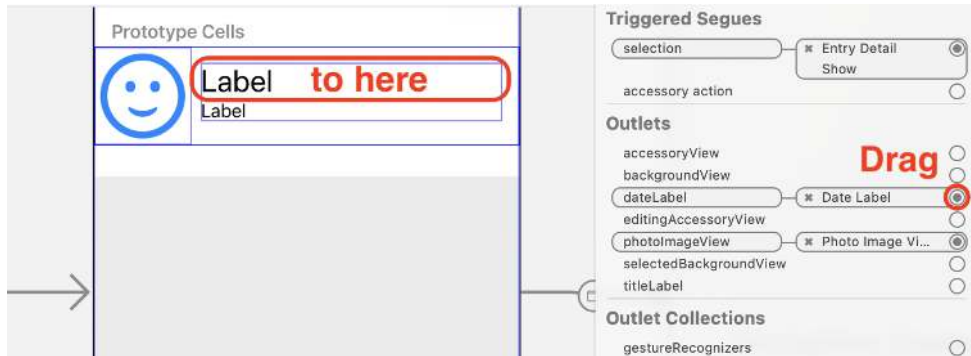 Prototype Cells
Label to here
Label
Triggered Segues
selection
Entry Detail
Show
accessory action
Outlets
accessoryView
Drag
backgroundView
dateLabel
Date Label
editingAccessoryView
photoImageView
Photo Image Vi...
selectedBackgroundView
titleLabel
Outlet Collections
gestureRecognizers